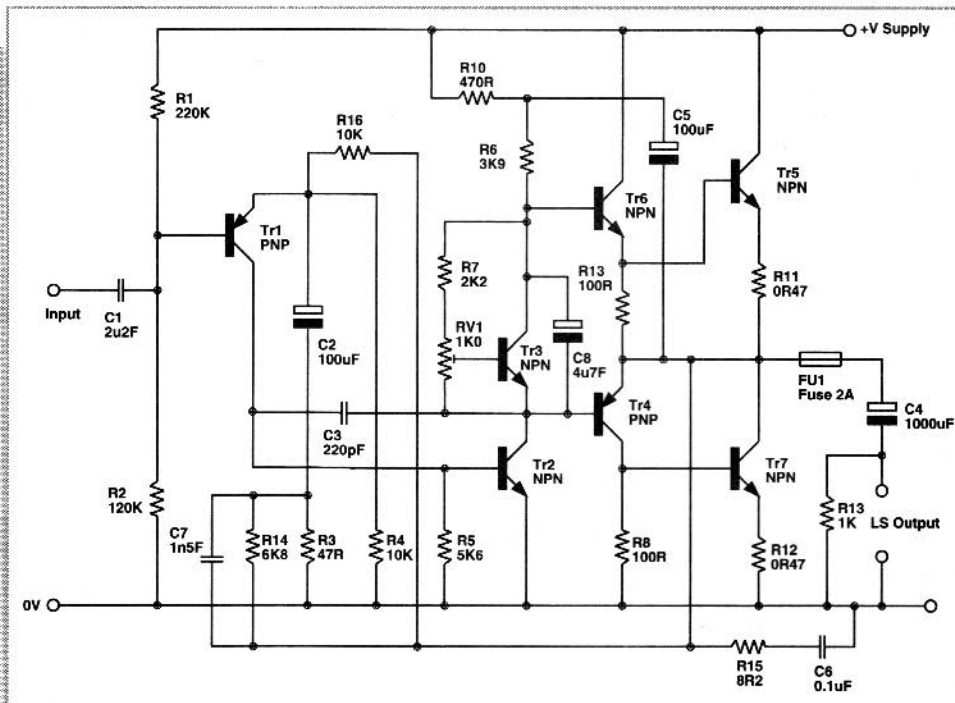 +V Supply
R10
470R
R1
220K
R16
10K
C5
100uF
R6
3K9
Tr5
NPN
Tr6
NPN
Tr1
PNP
R7
2K2
R13
100R
R11
0R47
Input
C1
2u2F
C2
100uF
RV1
1K0
Tr3
NPN
C8
4u7F
FU1
Fuse 2A
Tr4
PNP
C4
1000uF
C3
220pF
Tr2
NPN
Tr7
NPN
R2
120K
C7
1n5F
R14
6K8
R3
47R
R4
10K
R5
5K6
R8
100R
R12
0R47
R13
1K
LS Output
0V
R15
8R2
C6
0.1uF